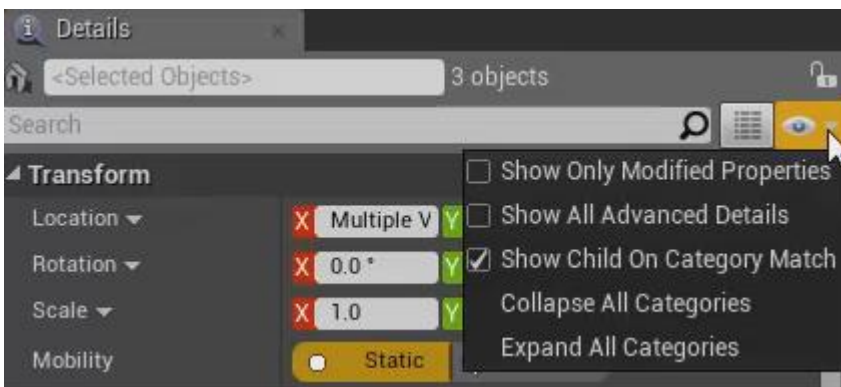 Details
<Selected Objects> 3 objects
Search
Transform
Location X Multiple V Y
Rotation X 0.0 ° Y
Scale X 1.0 Y
Mobility Static
Show Only Modified Properties
Show All Advanced Details
Show Child On Category Match
Collapse All Categories
Expand All Categories